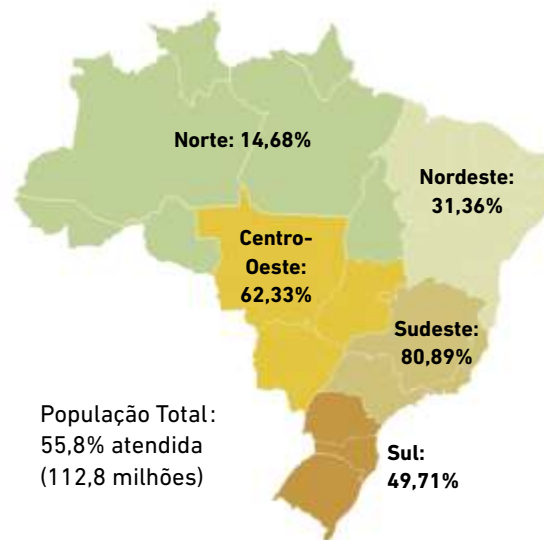 Norte: 14,68%
Nordeste:
31,36%
Centro-
Oeste:
62,33%
Sudeste:
80,89%
População Total:
55,8% atendida
(112,8 milhões)
Sul:
49,71%